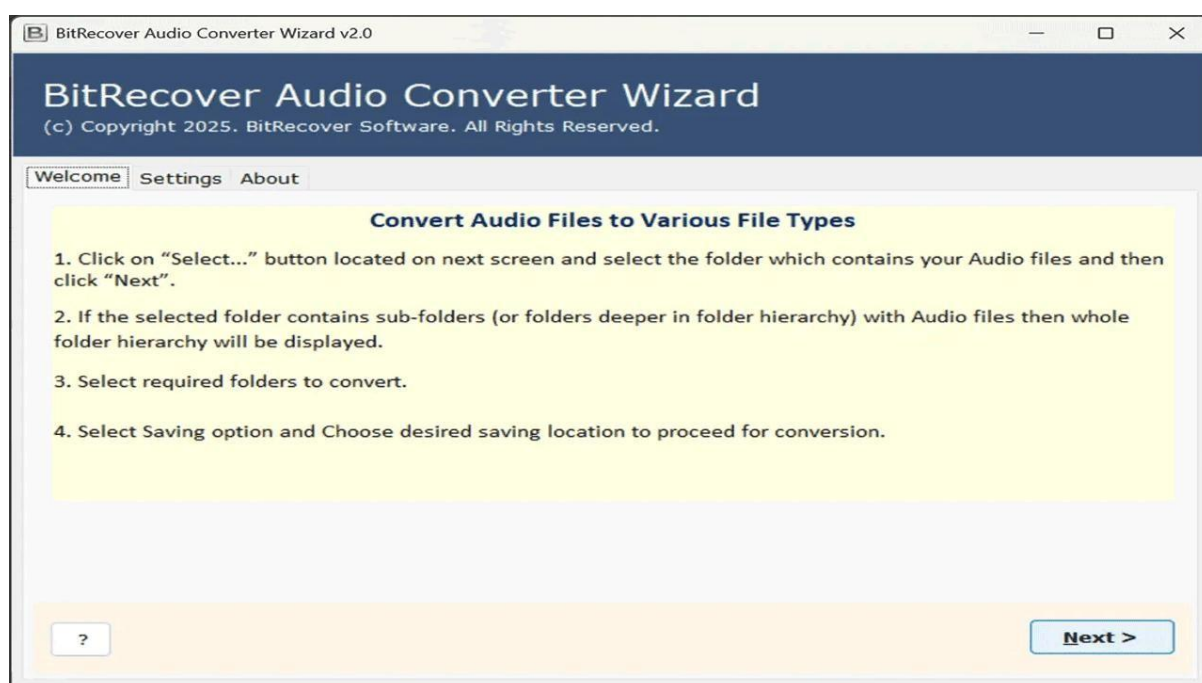 BitRecover Audio Converter Wizard v2.0
BitRecover Audio Converter Wizard
(c) Copyright 2025. BitRecover Software. All Rights Reserved.
Welcome Settings About
Convert Audio Files to Various File Types
1. Click on “Select...” button located on next screen and select the folder which contains your Audio files and then
click “Next”.
2. If the selected folder contains sub-folders (or folders deeper in folder hierarchy) with Audio files then whole
folder hierarchy will be displayed.
3. Select required folders to convert.
4. Select Saving option and Choose desired saving location to proceed for conversion.
? Next >